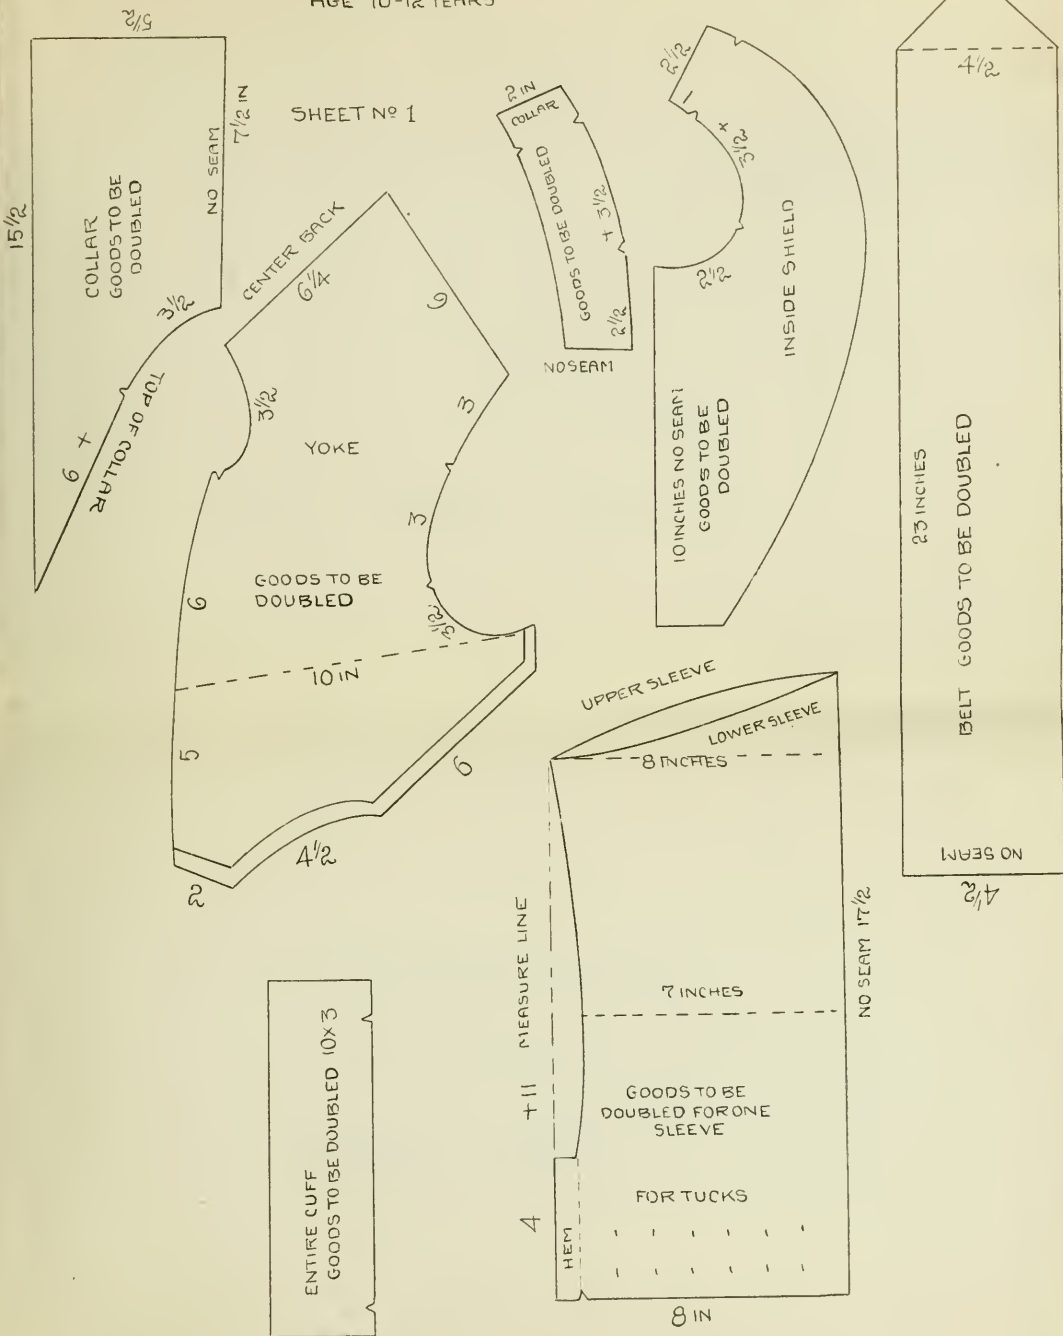 AGE 10-12 YEARS
SHEET Nº 1
5½
7½ IN
NO SEAM
15½
COLLAR
GOODS TO BE
DOUBLED
3½
TOP OF COLLAR
6 +
CENTER BACK
6¼
9
3½
YOKE
3
3
6
GOODS TO BE
DOUBLED
3½
10 IN
5
6
4½
2
2 IN
COLLAR
GOODS TO BE DOUBLED
+ 3½
2½
NO SEAM
2½
1
3½ +
2½
INSIDE SHIELD
10 INCHES NO SEAM
GOODS TO BE
DOUBLED
4½
23 INCHES
BELT GOODS TO BE DOUBLED
NO SEAM
4½
UPPER SLEEVE
LOWER SLEEVE
8 INCHES
MEASURE LINE
+ 11
7 INCHES
NO SEAM 17½
GOODS TO BE
DOUBLED FOR ONE
SLEEVE
FOR TUCKS
4
HEM
8 IN
ENTIRE CUFF
GOODS TO BE DOUBLED 10 X 3